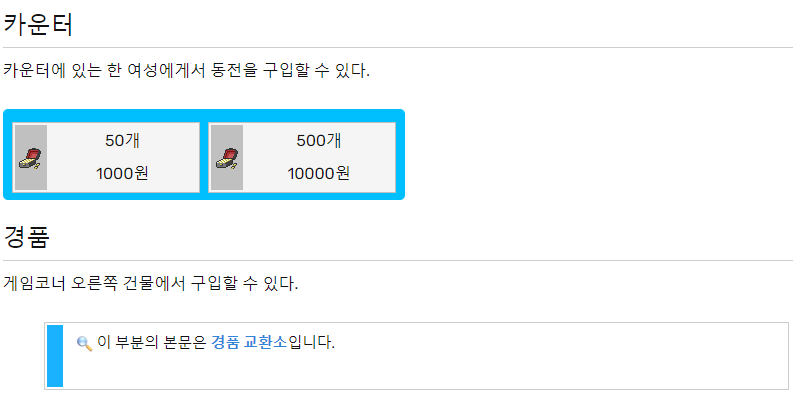 카운터
카운터에 있는 한 여성에게서 동전을 구입할 수 있다.
50개
1000원
500개
10000원
경품
게임코너 오른쪽 건물에서 구입할 수 있다.
이 부분의 본문은 경품 교환소입니다.